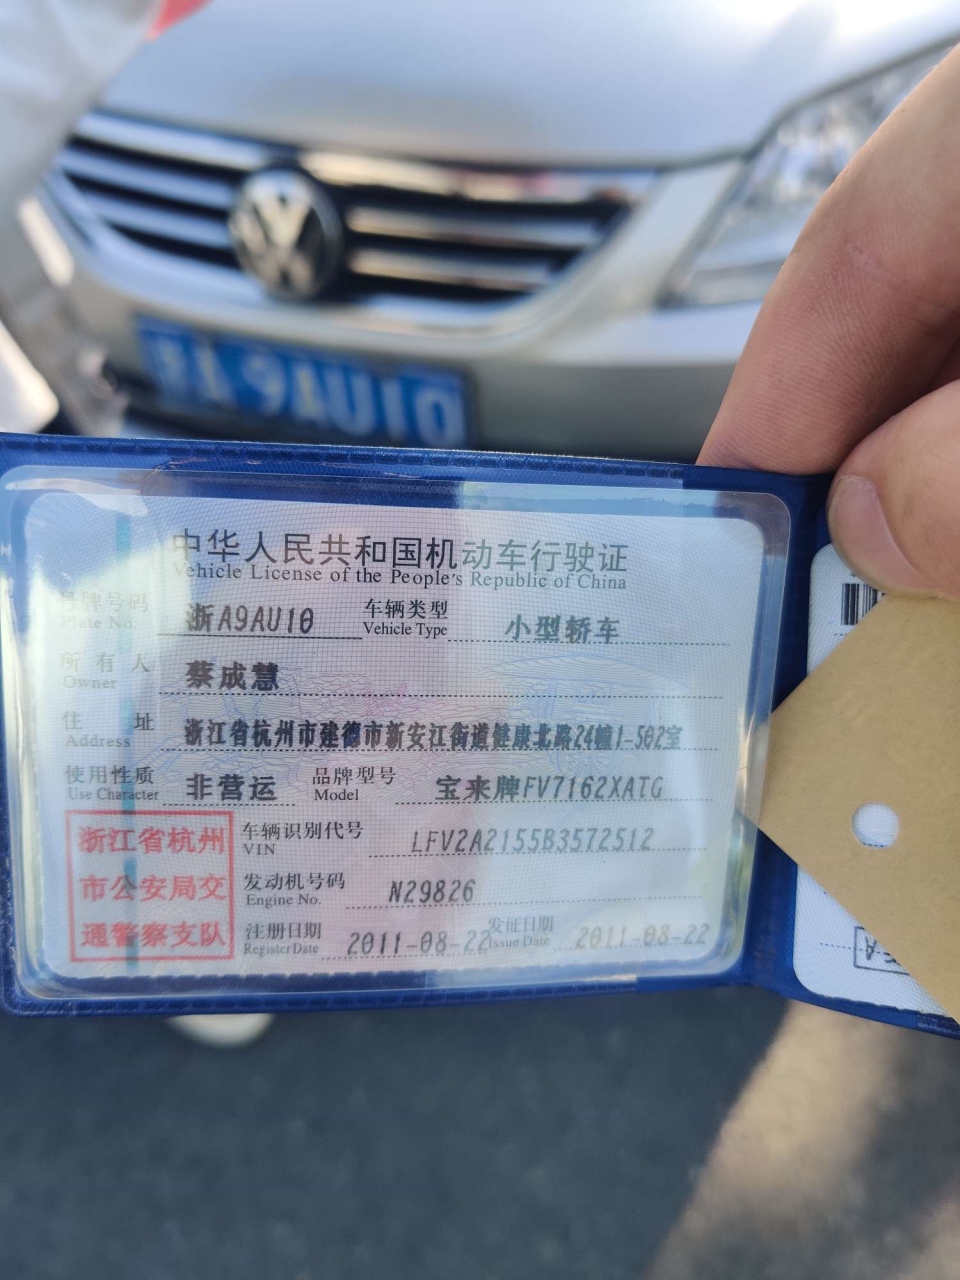 浙A9AU10
中华人民共和国机动车行驶证
Vehicle License of the People's Republic of China
号牌号码 浙A9AU10 车辆类型 小型轿车
Plate No. Vehicle Type
所有人 蔡成慧
Owner
住址 浙江省杭州市建德市新安江街道健康北路24幢1-502室
Address
使用性质 非营运 品牌型号 宝来牌FV7162XATG
Use Character Model
浙江省杭州 车辆识别代号 LFV2A2155B3572512
VIN
市公安局交 发动机号码 N29826
Engine No.
通警察支队 注册日期 2011-08-22 发证日期 2011-08-22
Register Date Issue Date